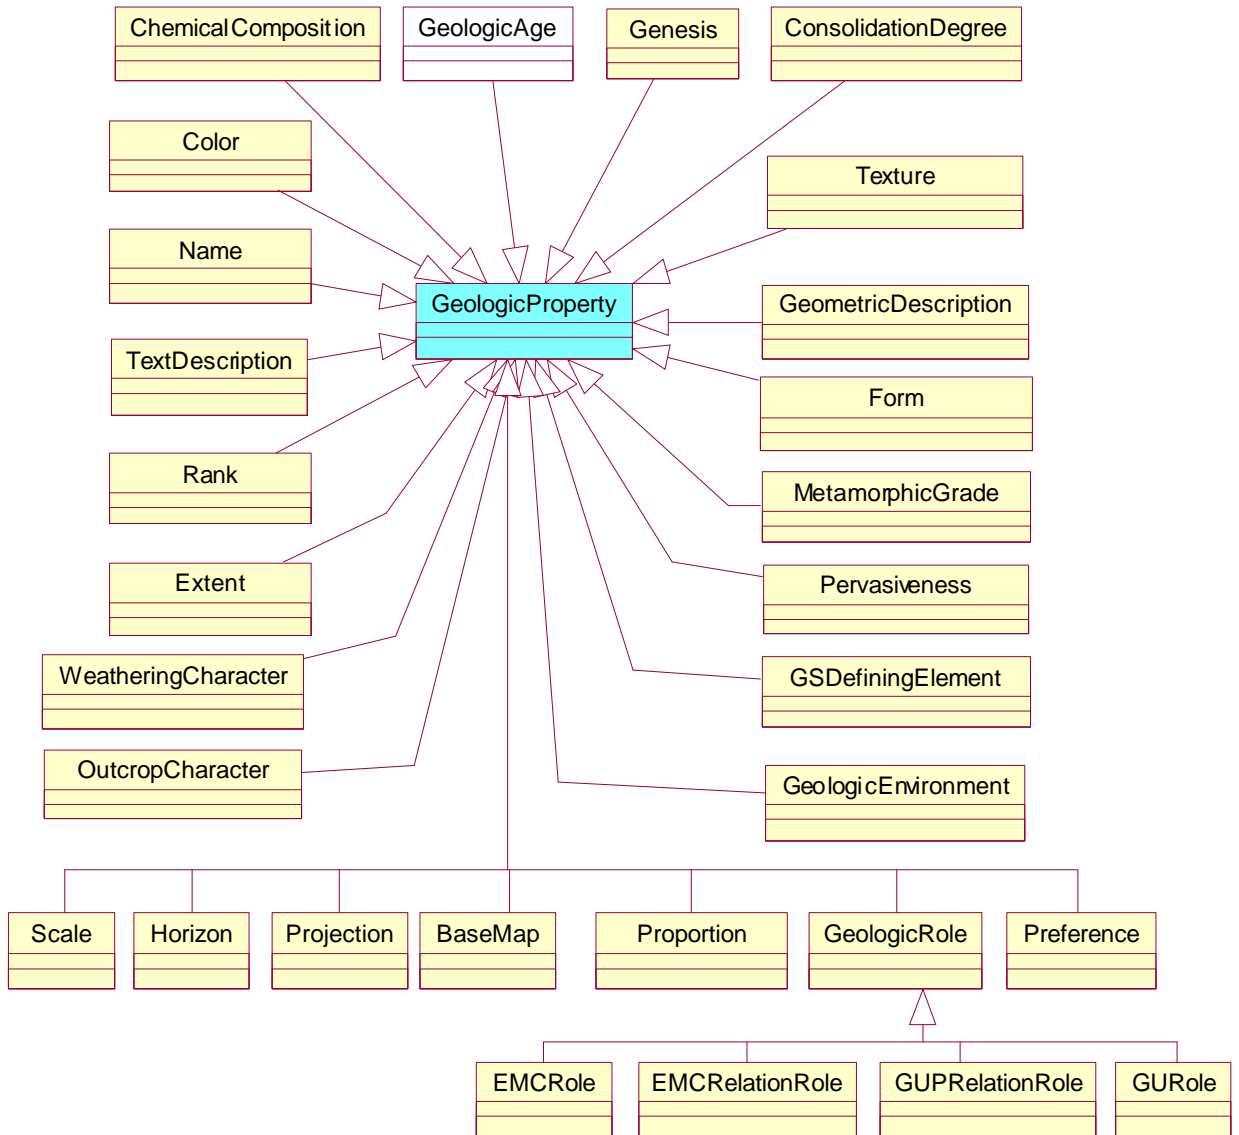 ChemicalComposition
GeologicAge
Genesis
ConsolidationDegree
Color
Texture
Name
GeologicProperty
GeometricDescription
TextDescription
Form
Rank
MetamorphicGrade
Extent
Pervasiveness
WeatheringCharacter
GSDefiningElement
OutcropCharacter
GeologicEnvironment
Scale
Horizon
Projection
BaseMap
Proportion
GeologicRole
Preference
EMCRole
EMCRelationRole
GUPRelationRole
GURole